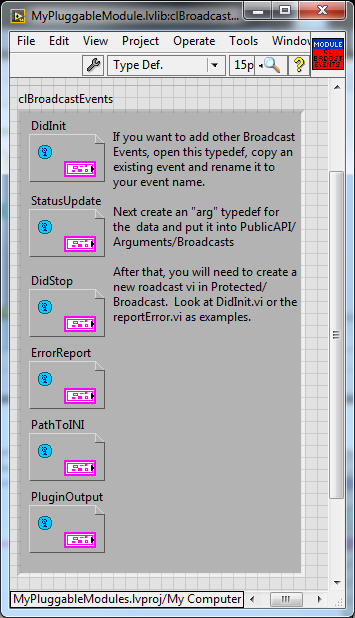 MyPluggableModule.lvlib:clBroadcast...
File Edit View Project Operate Tools Window
MODULE
BRDCST
EVENTS
Type Def.
15p
?
clBroadcastEvents
DidInit
If you want to add other Broadcast
Events, open this typedef, copy an
existing event and rename it to
your event name.
StatusUpdate
Next create an "arg" typedef for
the  data and put it into PublicAPI/
Arguments/Broadcasts
DidStop
After that, you will need to create a
new roadcast vi in Protected/
Broadcast.  Look at DidInit.vi or the
reportError.vi as examples.
ErrorReport
PathToINI
PluginOutput
MyPluggableModules.lvproj/My Computer